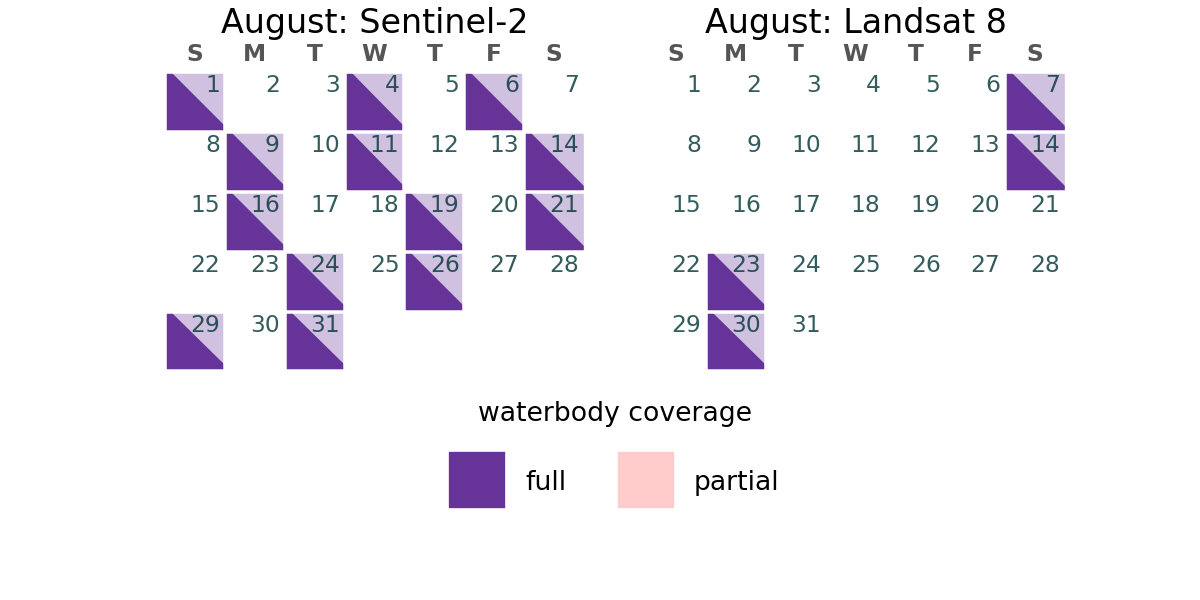 August: Sentinel-2
S M T W T F S
1 2 3 4 5 6 7
8 9 10 11 12 13 14
15 16 17 18 19 20 21
22 23 24 25 26 27 28
29 30 31
August: Landsat 8
S M T W T F S
1 2 3 4 5 6 7
8 9 10 11 12 13 14
15 16 17 18 19 20 21
22 23 24 25 26 27 28
29 30 31
waterbody coverage
full
partial